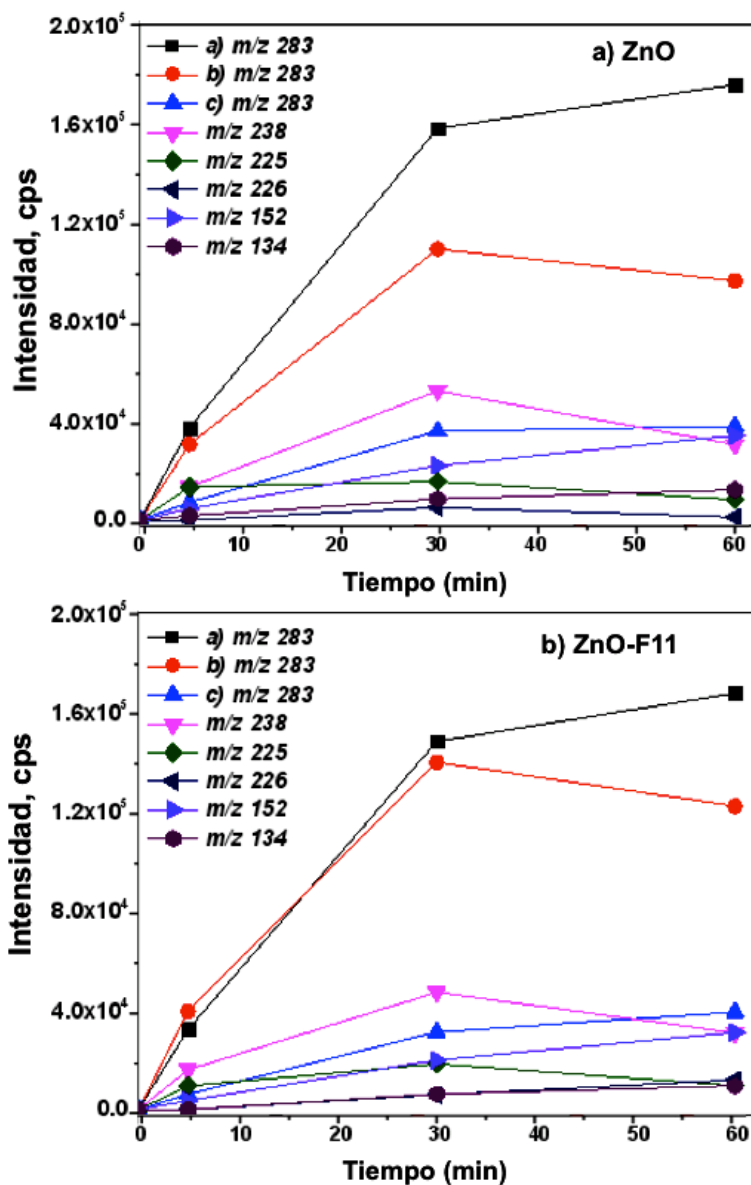 2.0x10⁵
1.6x10⁵
1.2x10⁵
8.0x10⁴
4.0x10⁴
0.0
Intensidad, cps
a) m/z 283
b) m/z 283
c) m/z 283
m/z 238
m/z 225
m/z 226
m/z 152
m/z 134
a) ZnO
0 10 20 30 40 50 60
Tiempo (min)
2.0x10⁵
1.6x10⁵
1.2x10⁵
8.0x10⁴
4.0x10⁴
0.0
Intensidad, cps
a) m/z 283
b) m/z 283
c) m/z 283
m/z 238
m/z 225
m/z 226
m/z 152
m/z 134
b) ZnO-F11
0 10 20 30 40 50 60
Tiempo (min)